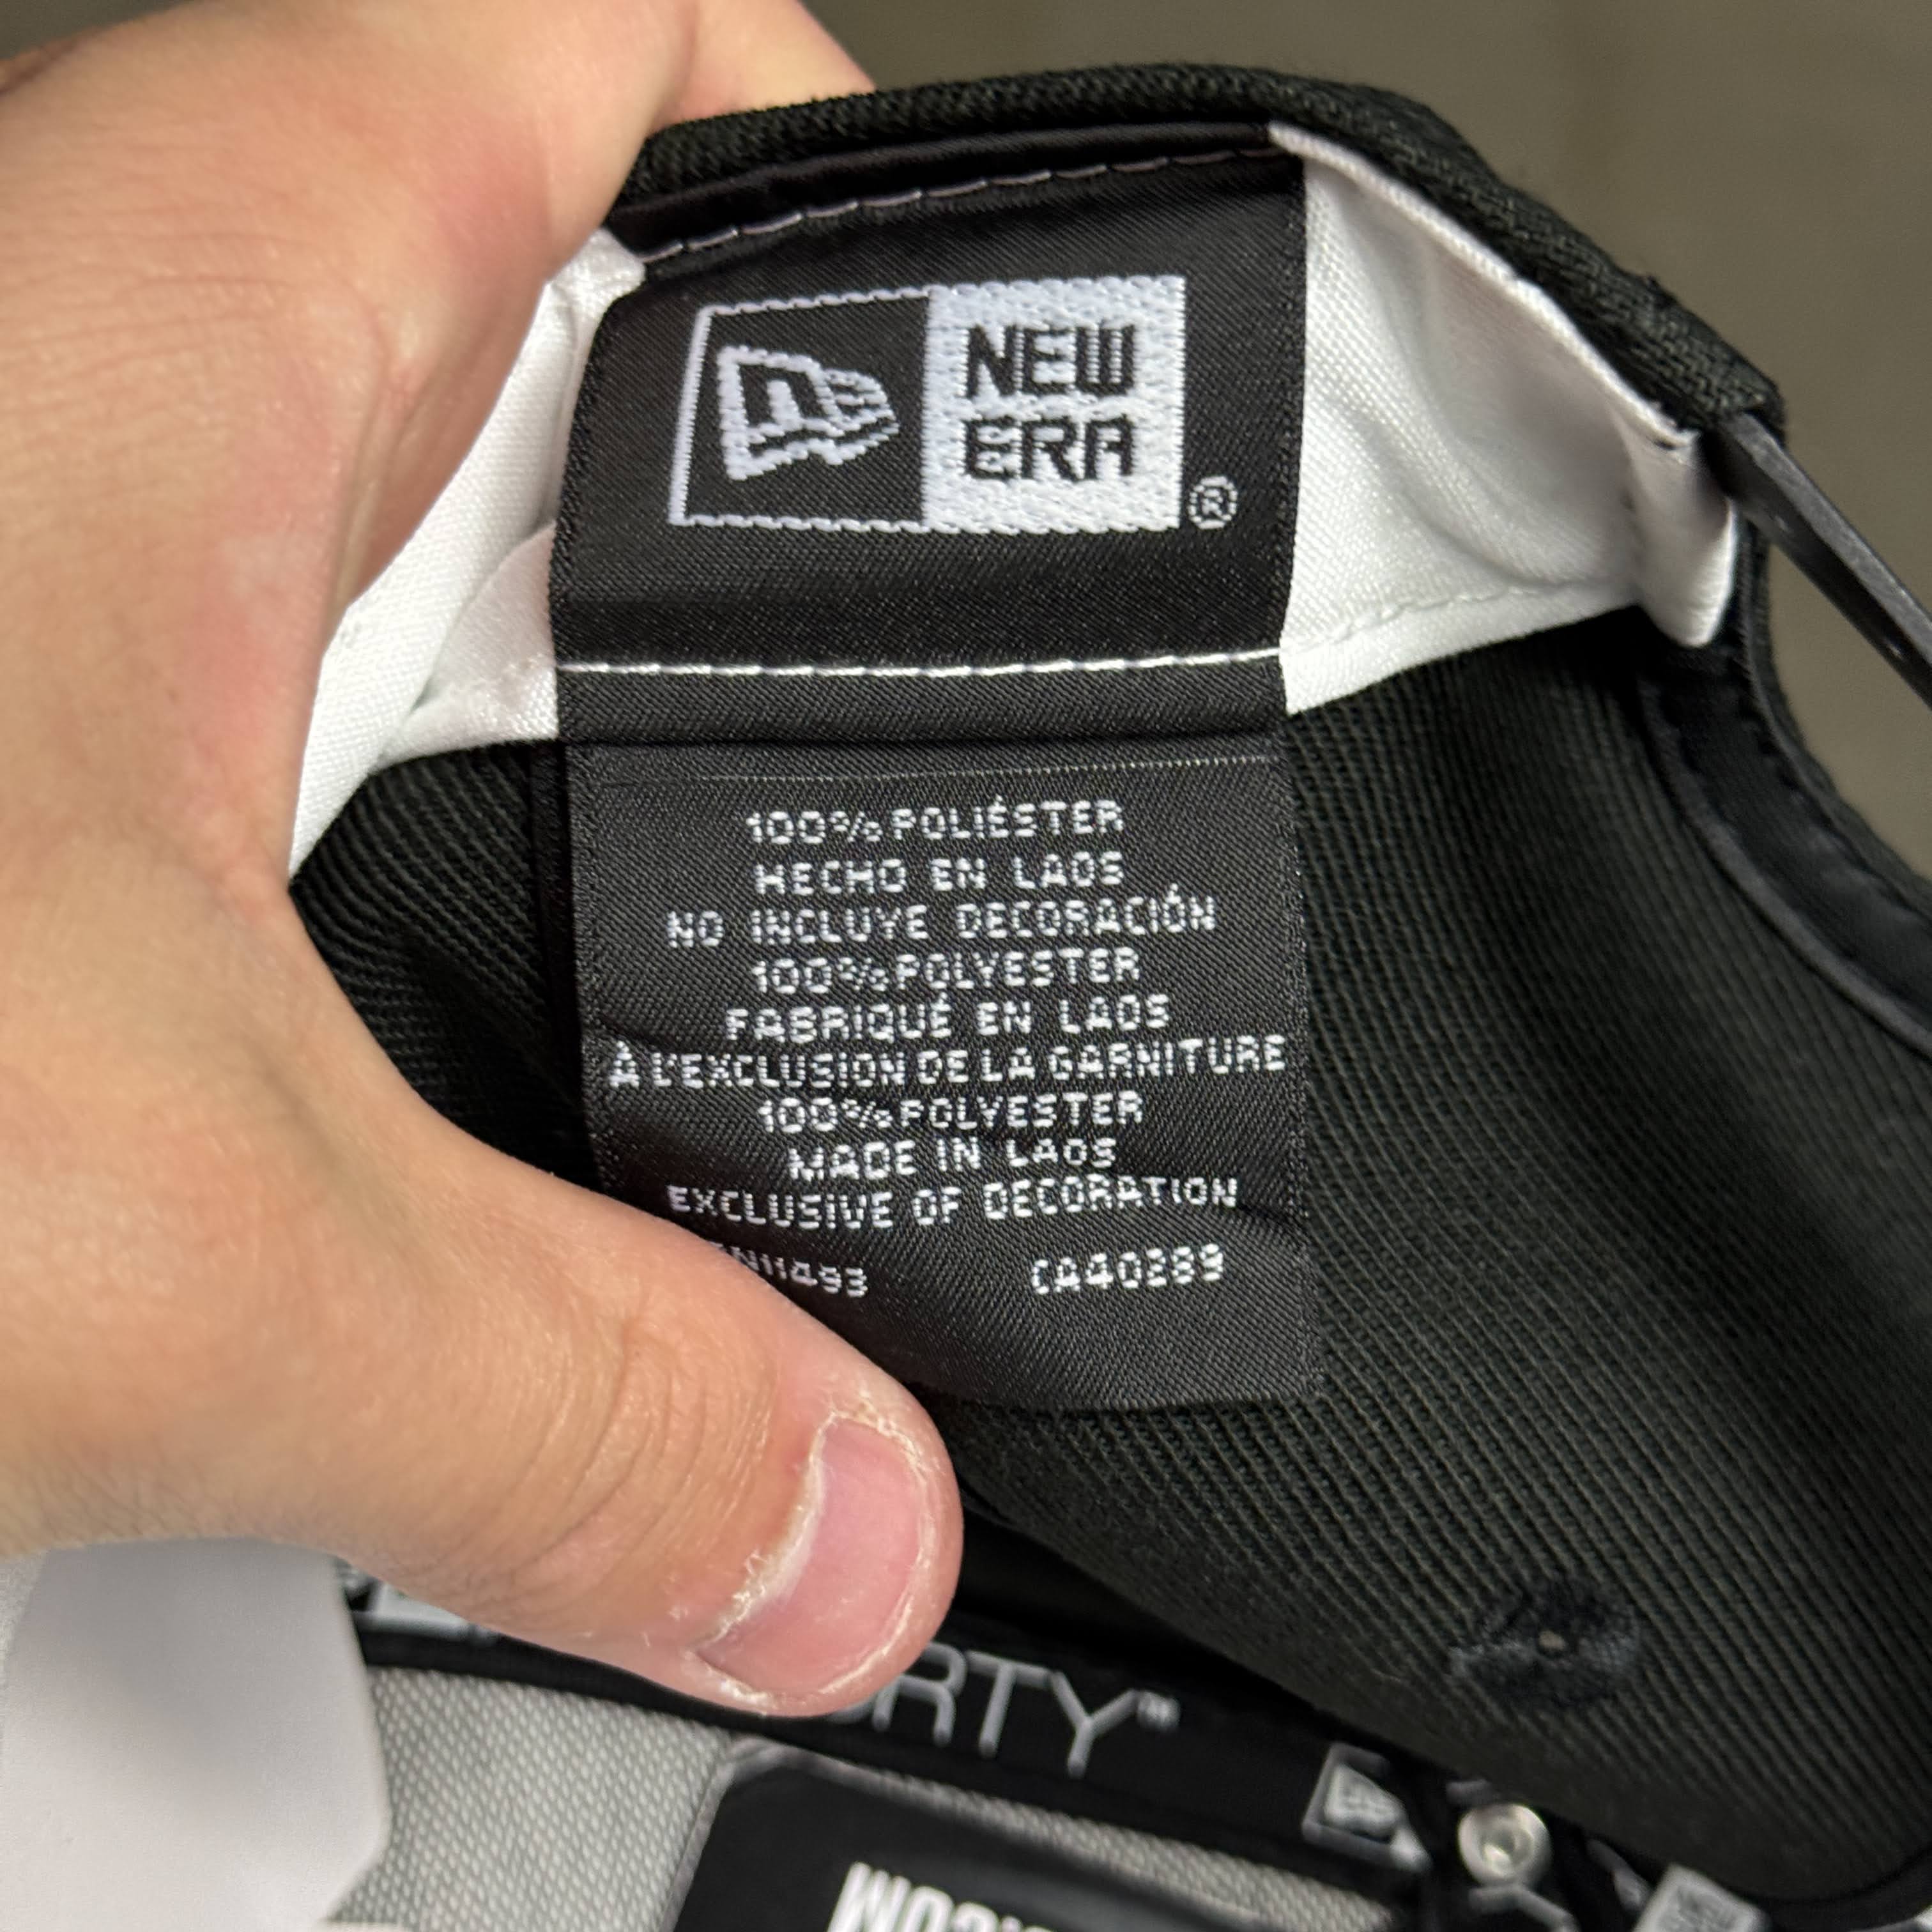 NEW
ERA
®
100% POLIÉSTER
HECHO EN LAOS
NO INCLUYE DECORACIÓN
100% POLYESTER
FABRIQUÉ EN LAOS
À L'EXCLUSION DE LA GARNITURE
100% POLYESTER
MADE IN LAOS
EXCLUSIVE OF DECORATION
CA40289